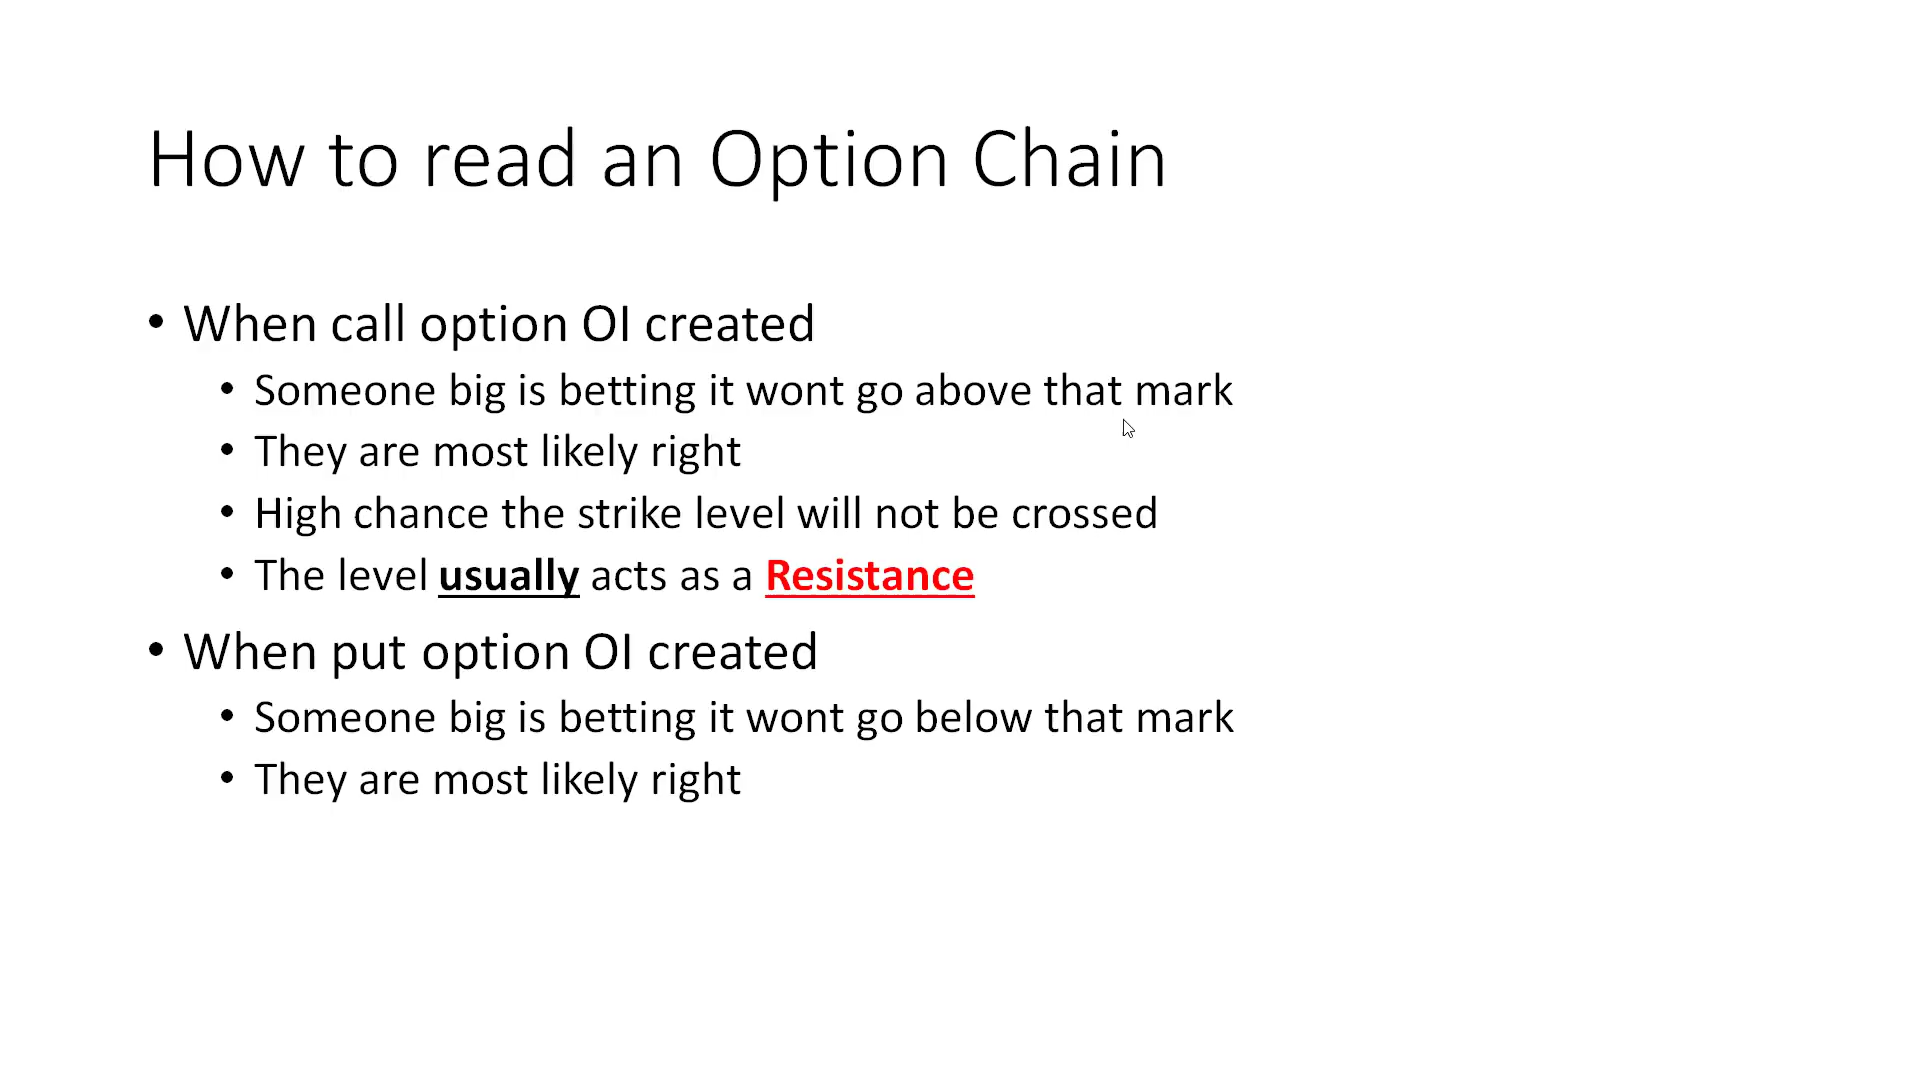 How to read an Option Chain
• When call option OI created
• Someone big is betting it wont go above that mark
• They are most likely right
• High chance the strike level will not be crossed
• The level usually acts as a Resistance
• When put option OI created
• Someone big is betting it wont go below that mark
• They are most likely right